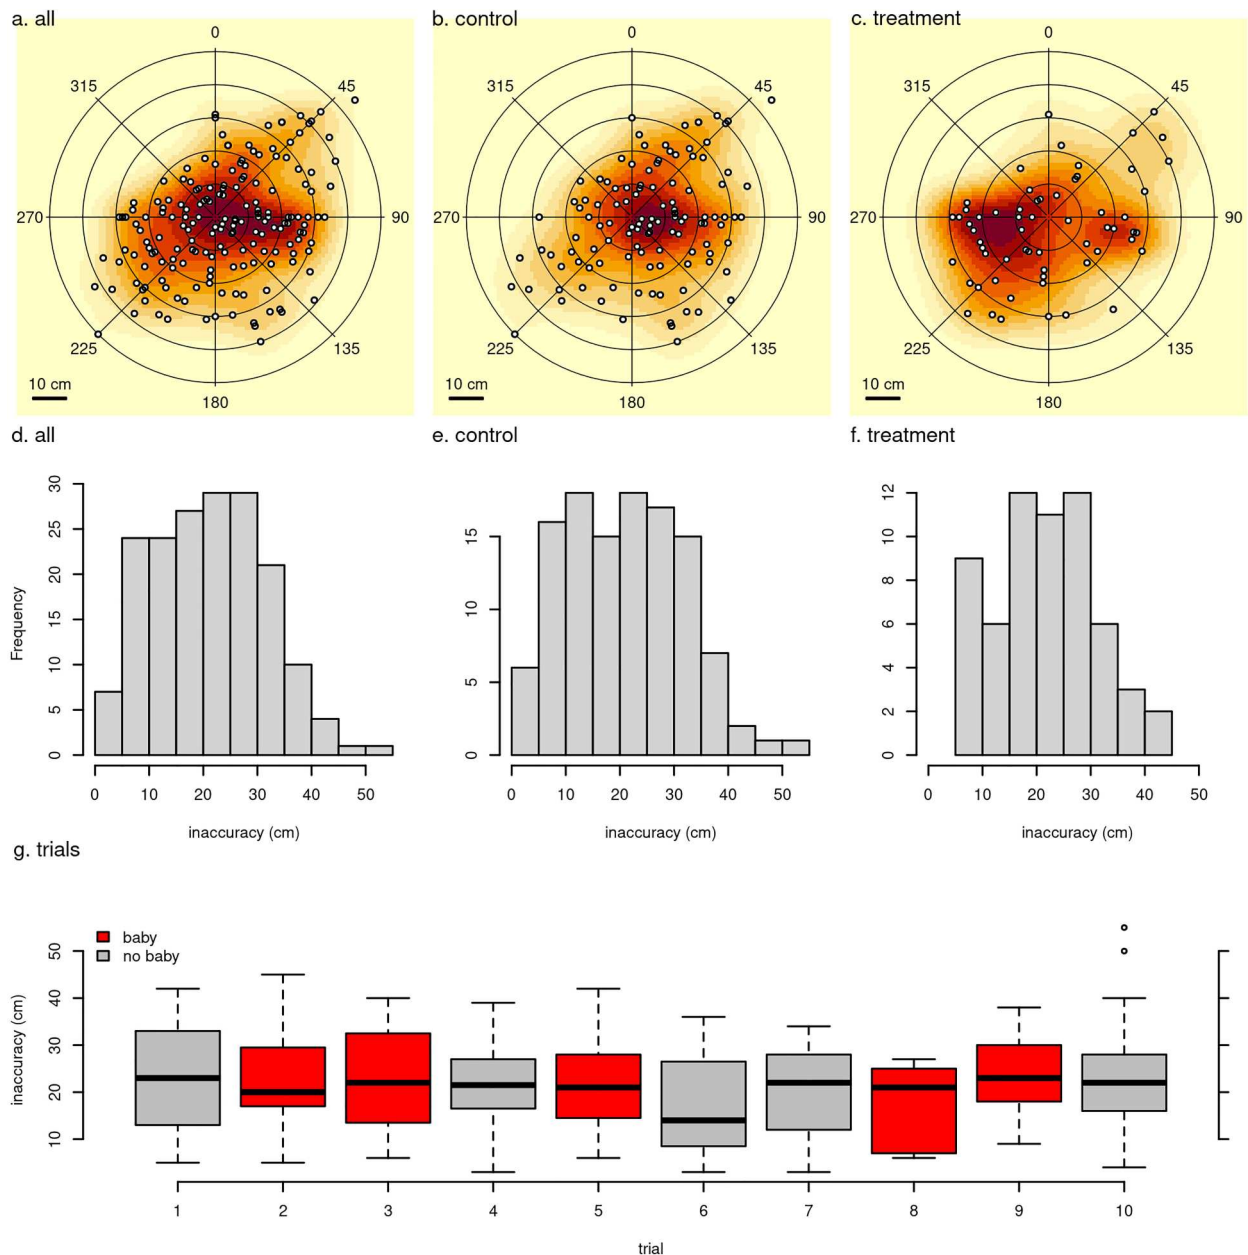 a. all
b. control
c. treatment
0
0
0
315
45
315
45
315
45
270
90
270
90
270
90
225
135
225
135
225
135
10 cm
180
10 cm
180
10 cm
180
d. all
e. control
f. treatment
Frequency
0
5
10
15
20
25
30
0
5
10
15
0
2
4
6
8
10
12
0 10 20 30 40 50
0 10 20 30 40 50
0 10 20 30 40 50
inaccuracy (cm)
inaccuracy (cm)
inaccuracy (cm)
g. trials
baby
no baby
inaccuracy (cm)
10
20
30
40
50
1 2 3 4 5 6 7 8 9 10
trial